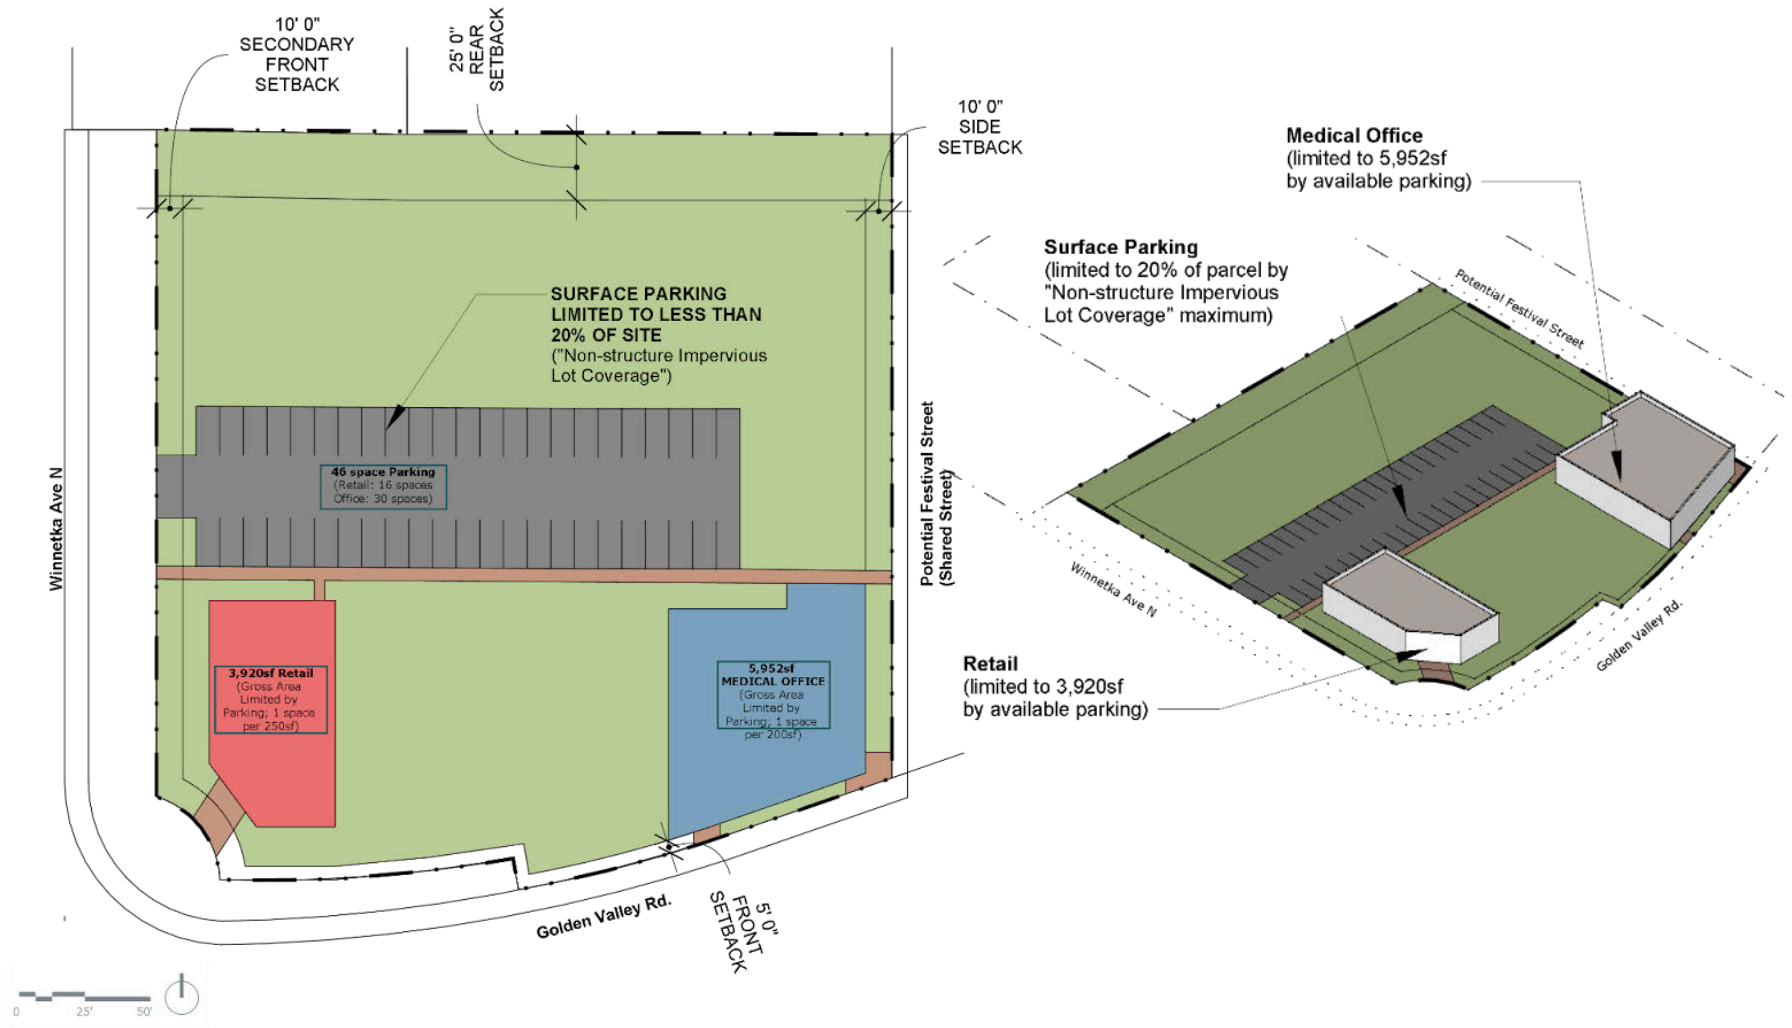 10' 0"
SECONDARY
FRONT
SETBACK
25' 0"
REAR
SETBACK
10' 0"
SIDE
SETBACK
SURFACE PARKING
LIMITED TO LESS THAN
20% OF SITE
("Non-structure Impervious
Lot Coverage")
46 space Parking
(Retail: 16 spaces
Office: 30 spaces)
Winnetka Ave N
Potential Festival Street
(Shared Street)
3,920sf Retail
(Gross Area
Limited by
Parking; 1 space
per 250sf)
5,952sf
MEDICAL OFFICE
(Gross Area
Limited by
Parking; 1 space
per 200sf)
Golden Valley Rd.
5' 0"
FRONT
SETBACK
0 25' 50'
Medical Office
(limited to 5,952sf
by available parking)
Surface Parking
(limited to 20% of parcel by
"Non-structure Impervious
Lot Coverage" maximum)
Potential Festival Street
Winnetka Ave N
Golden Valley Rd.
Retail
(limited to 3,920sf
by available parking)